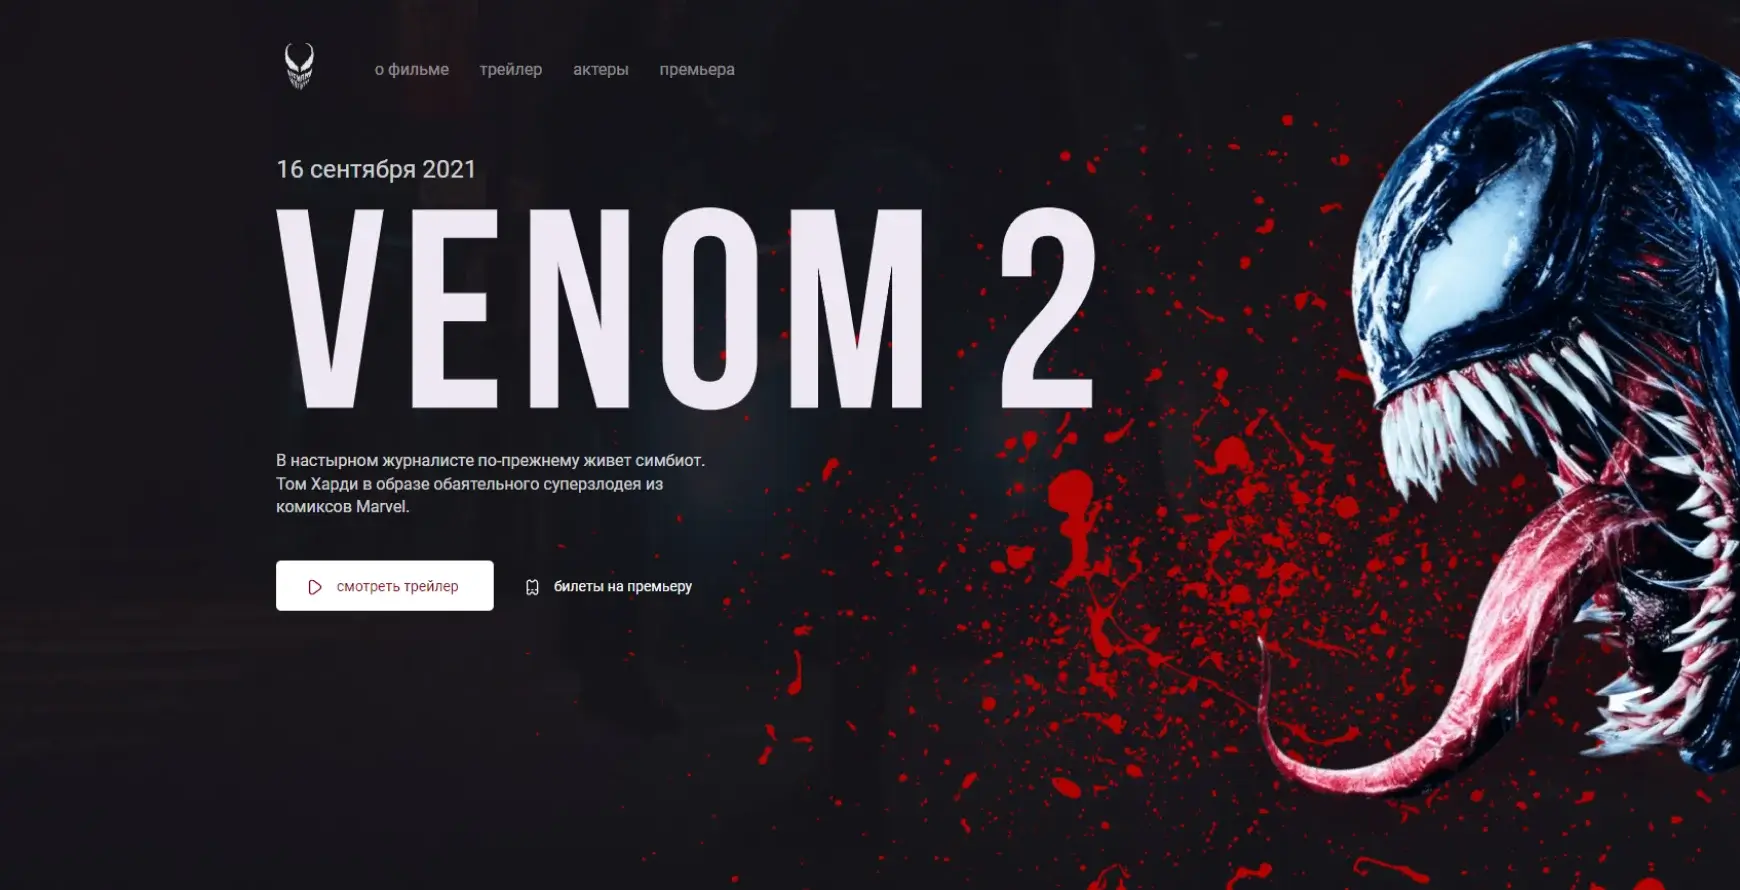 о фильме трейлер актеры премьера
16 сентября 2021
VENOM 2
В настырном журналисте по-прежнему живет симбиот.
Том Харди в образе обаятельного суперзлодея из
комиксов Marvel.
смотреть трейлер билеты на премьеру